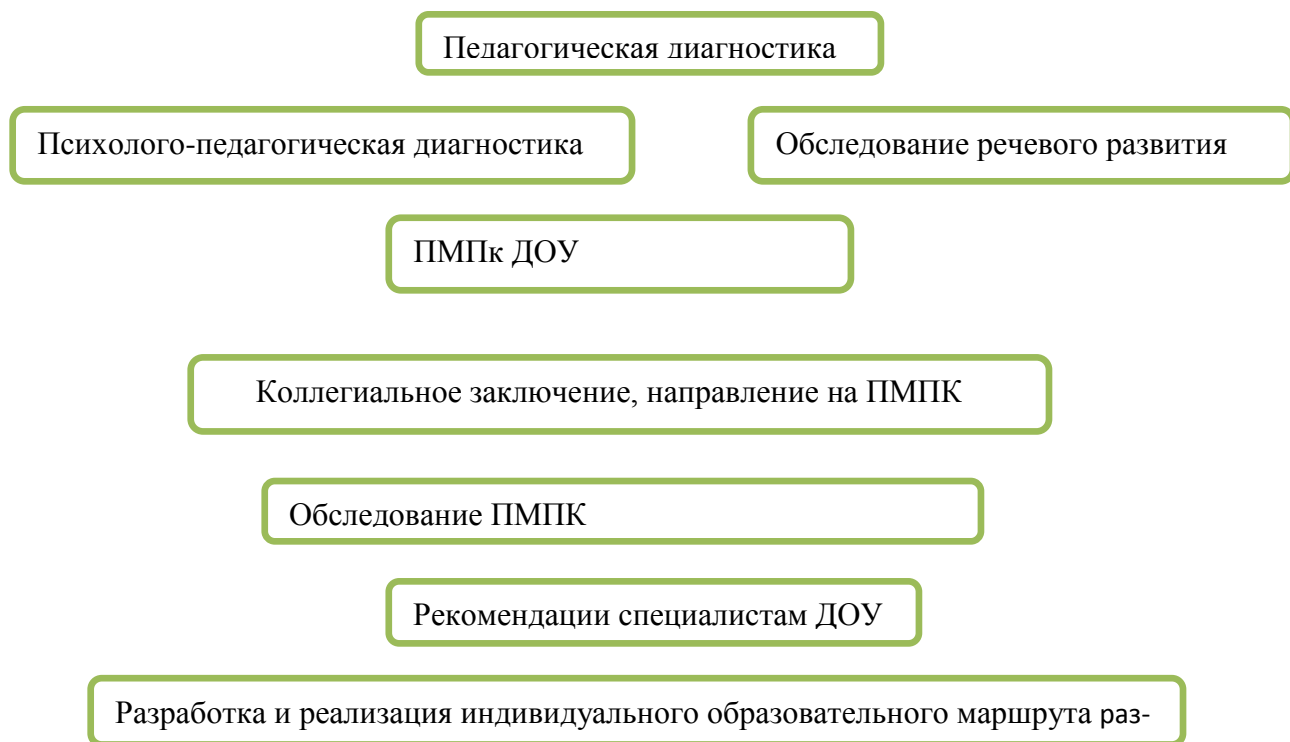 Педагогическая диагностика
Психолого-педагогическая диагностика
Обследование речевого развития
ПМПк ДОУ
Коллегиальное заключение, направление на ПМПК
Обследование ПМПК
Рекомендации специалистам ДОУ
Разработка и реализация индивидуального образовательного маршрута раз-